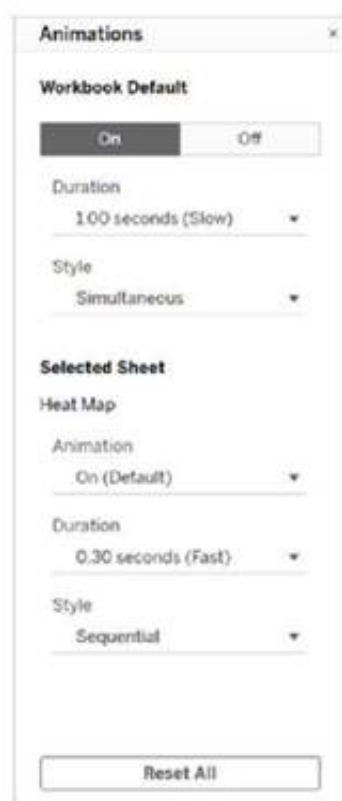 Animations
Workbook Default
On Off
Duration
1.00 seconds (Slow)
Style
Simultaneous
Selected Sheet
Heat Map
Animation
On (Default)
Duration
0.30 seconds (Fast)
Style
Sequential
Reset All